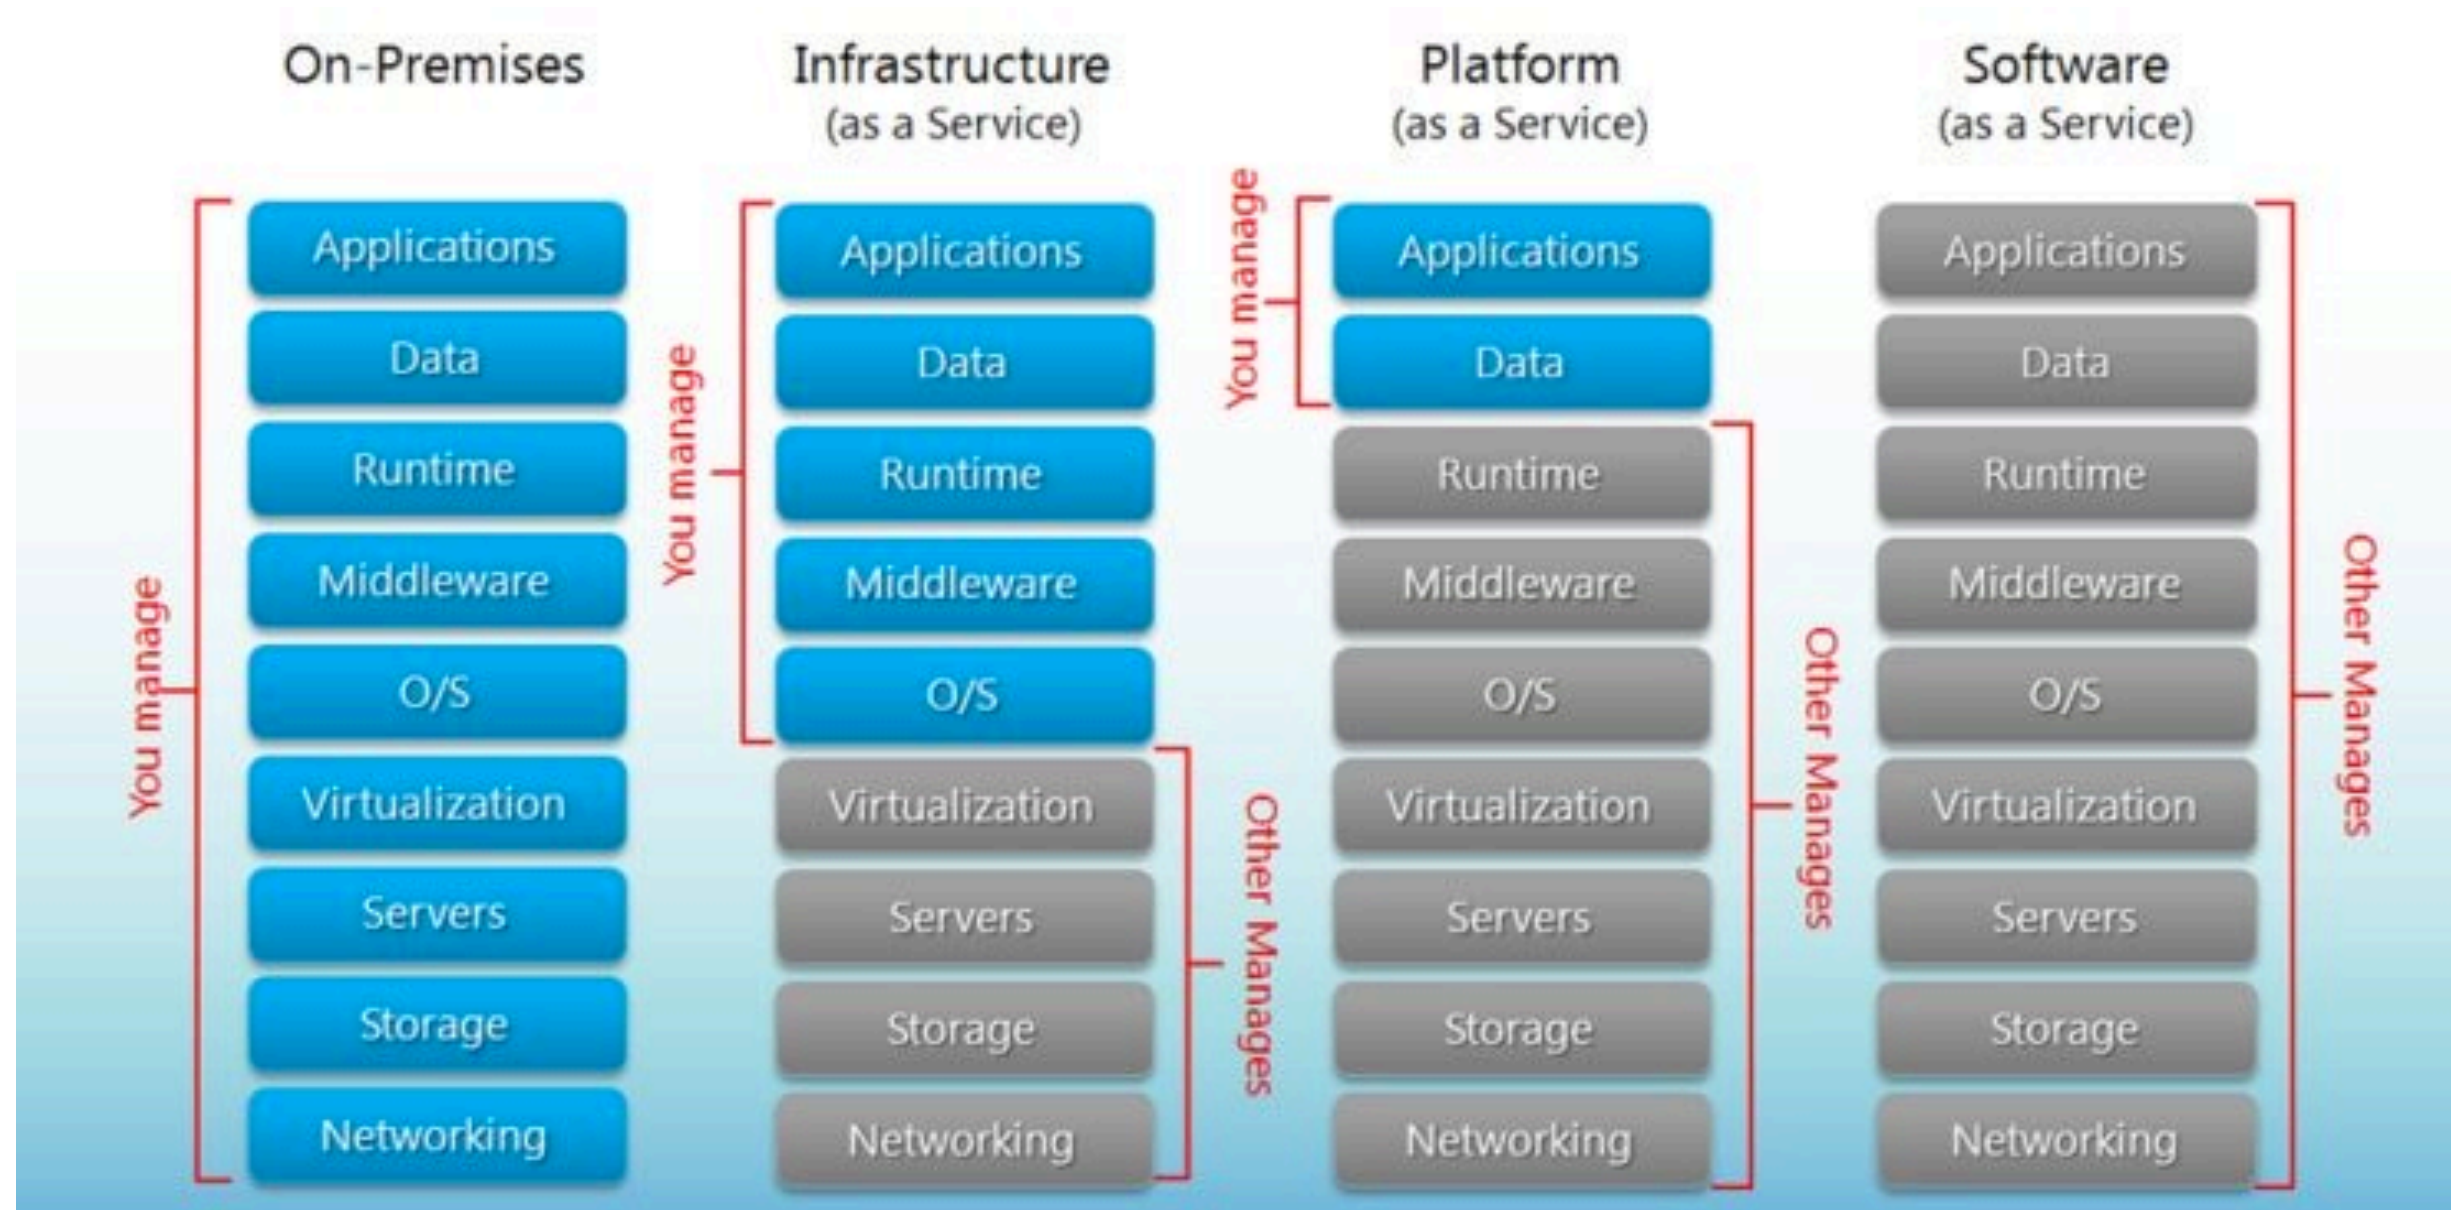 On-Premises
You manage
Applications
Data
Runtime
Middleware
O/S
Virtualization
Servers
Storage
Networking
Infrastructure
(as a Service)
You manage
Applications
Data
Runtime
Middleware
O/S
Virtualization
Servers
Storage
Networking
Other Manages
Platform
(as a Service)
You manage
Applications
Data
Runtime
Middleware
O/S
Virtualization
Servers
Storage
Networking
Other Manages
Software
(as a Service)
Applications
Data
Runtime
Middleware
O/S
Virtualization
Servers
Storage
Networking
Other Manages